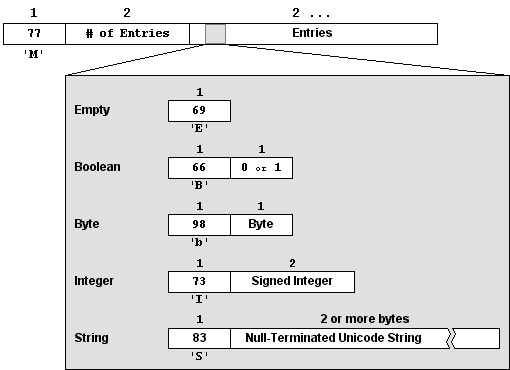 1 2 2 ...
77 # of Entries Entries
'M'
1
Empty 69
'E'
1 1
Boolean 66 0 or 1
'B'
1 1
Byte 98 Byte
'b'
1 2
Integer 73 Signed Integer
'I'
1 2 or more bytes
String 83 Null-Terminated Unicode String
'S'